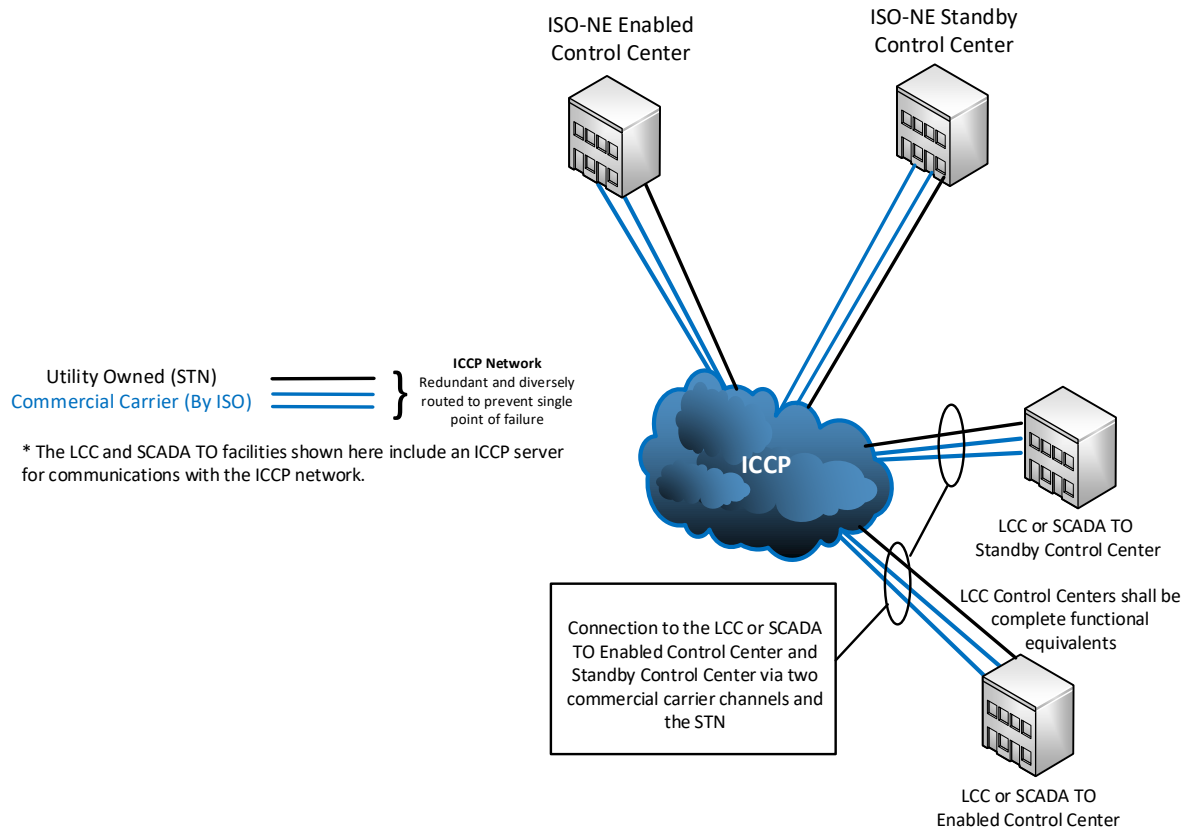 ISO-NE Enabled
Control Center
ISO-NE Standby
Control Center
Utility Owned (STN)
Commercial Carrier (By ISO)
}
ICCP Network
Redundant and diversely
routed to prevent single
point of failure
* The LCC and SCADA TO facilities shown here include an ICCP server
for communications with the ICCP network.
ICCP
LCC or SCADA TO
Standby Control Center
LCC Control Centers shall be
complete functional
equivalents
Connection to the LCC or SCADA
TO Enabled Control Center and
Standby Control Center via two
commercial carrier channels and
the STN
LCC or SCADA TO
Enabled Control Center